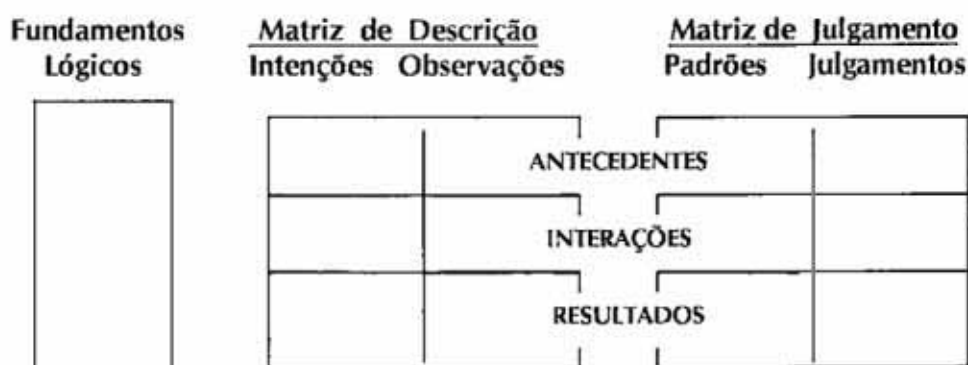 Fundamentos
Lógicos
Matriz de Descrição
Intenções Observações
Matriz de Julgamento
Padrões Julgamentos
ANTECEDENTES
INTERAÇÕES
RESULTADOS